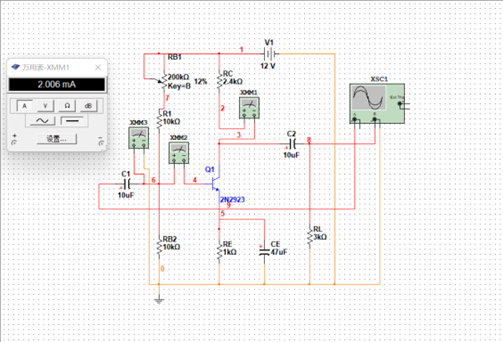 万用表-XMM1
2.006 mA
A
V
Ω
dB
设置...
+
-
RB1
200kΩ
Key=B
12%
7
R1
10kΩ
1
V1
12 V
RC
2.4kΩ
2
XMM1
3
XSC1
Ext Trig
A
B
XMM3
XMM2
C1
10uF
6
4
Q1
2N2923
9
5
C2
10uF
8
RB2
10kΩ
0
RE
1kΩ
CE
47uF
RL
3kΩ